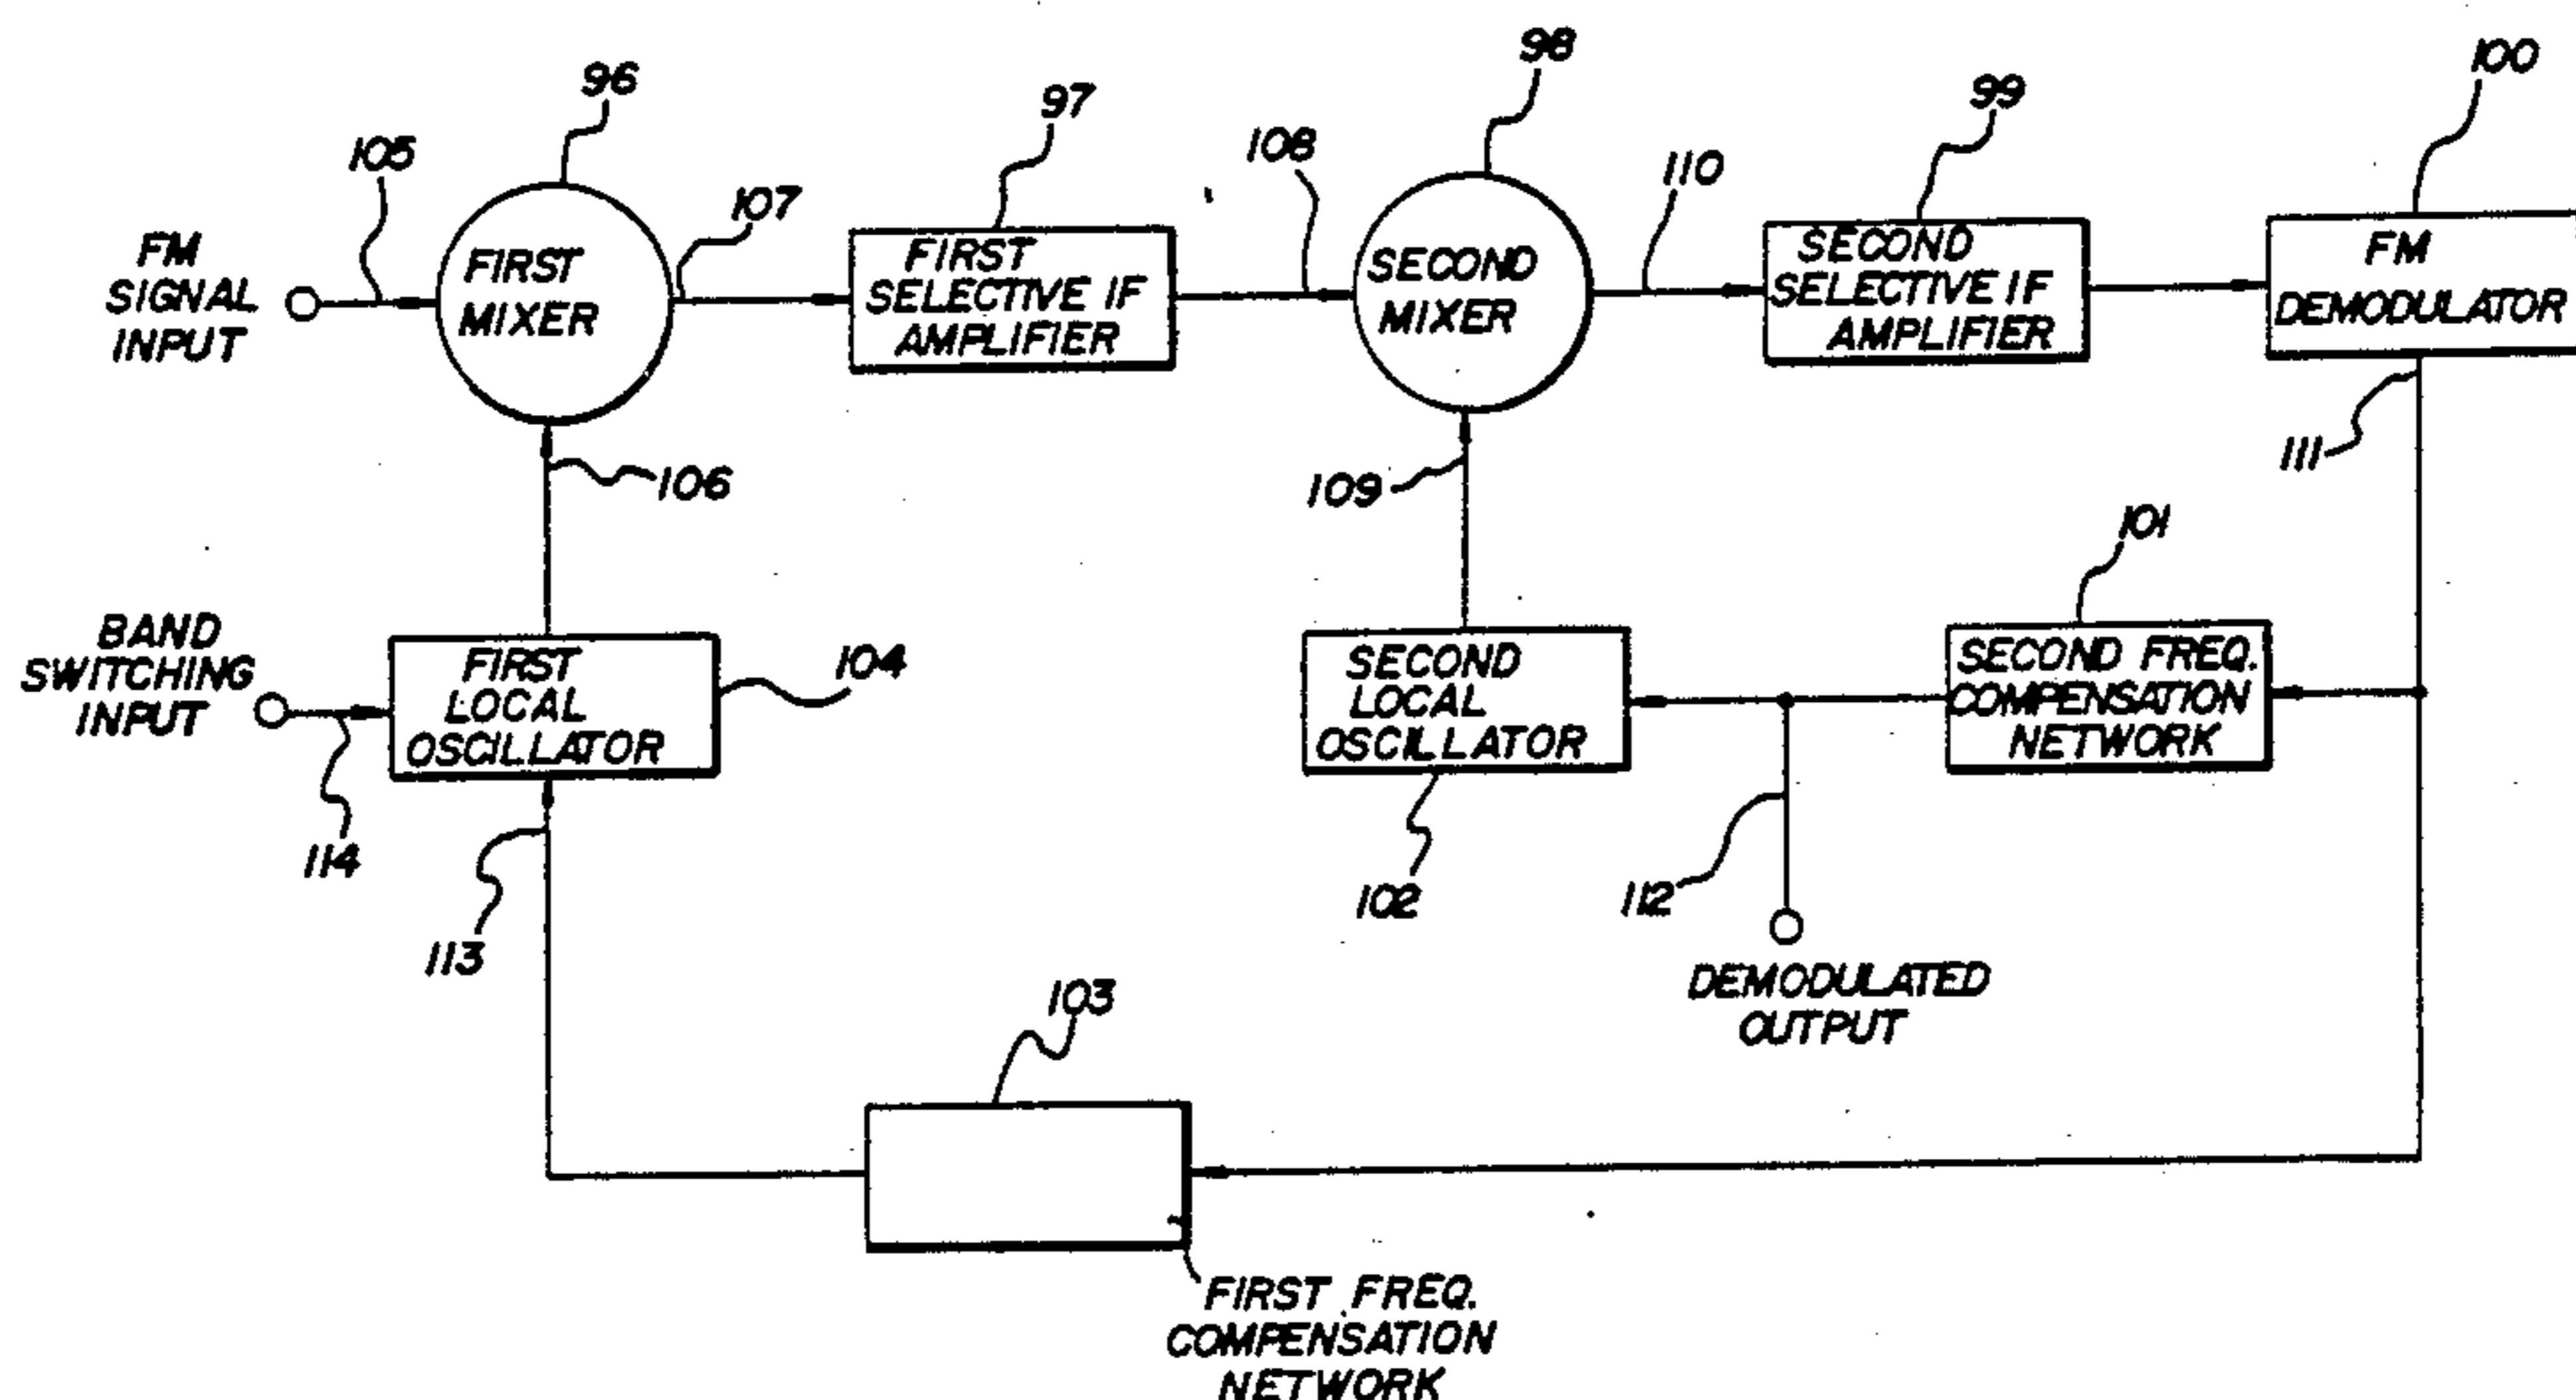 98
96
100
97
99
105
108
110
107
FM
SIGNAL
INPUT
FIRST
MIXER
FIRST
SELECTIVE IF
AMPLIFIER
SECOND
MIXER
SECOND
SELECTIVE IF
AMPLIFIER
FM
DEMODULATOR
106
109
111
101
BAND
SWITCHING
INPUT
FIRST
LOCAL
OSCILLATOR
104
SECOND
LOCAL
OSCILLATOR
SECOND FREQ.
COMPENSATION
NETWORK
114
102
112
113
DEMODULATED
OUTPUT
103
FIRST FREQ.
COMPENSATION
NETWORK